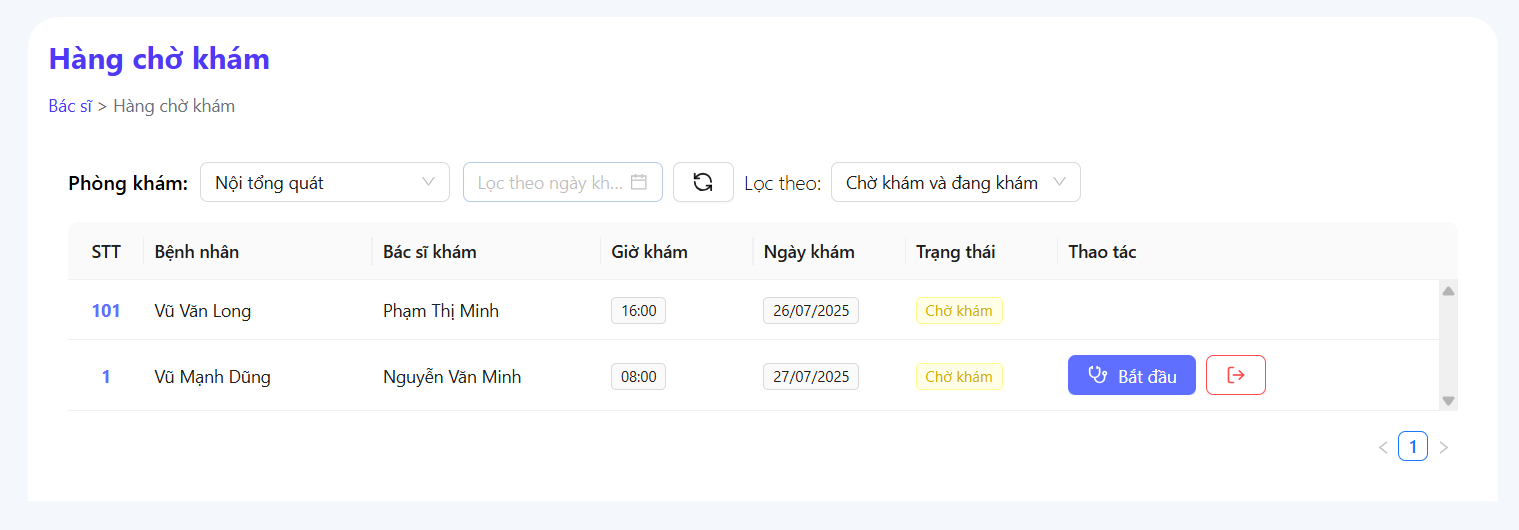 Hàng chờ khám
Bác sĩ > Hàng chờ khám
Phòng khám: Nội tổng quát Lọc theo ngày kh... Lọc theo: Chờ khám và đang khám
STT Bệnh nhân Bác sĩ khám Giờ khám Ngày khám Trạng thái Thao tác
101 Vũ Văn Long Phạm Thị Minh 16:00 26/07/2025 Chờ khám
1 Vũ Mạnh Dũng Nguyễn Văn Minh 08:00 27/07/2025 Chờ khám Bắt đầu
< 1 >